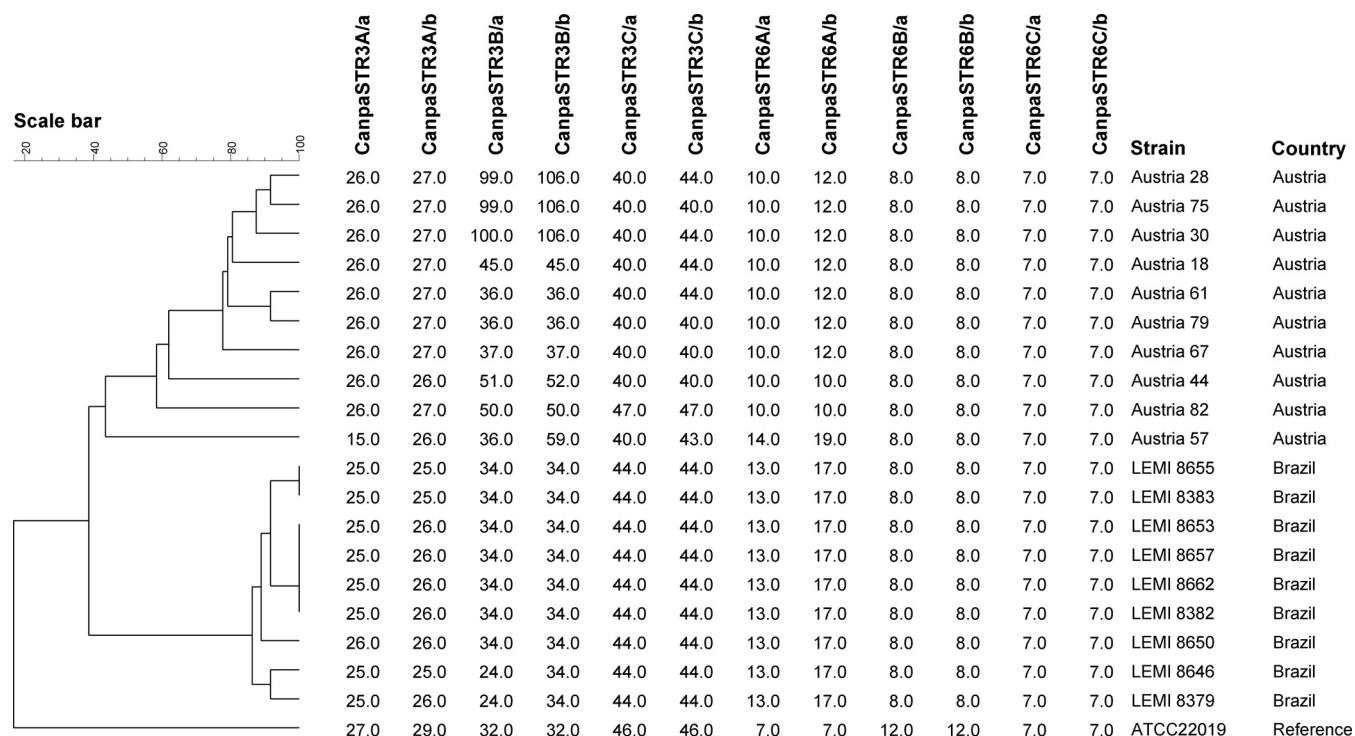 CanpaSTR3A/a CanpaSTR3A/b CanpaSTR3B/a CanpaSTR3B/b CanpaSTR3C/a CanpaSTR3C/b CanpaSTR6A/a CanpaSTR6A/b CanpaSTR6B/a CanpaSTR6B/b CanpaSTR6C/a CanpaSTR6C/b Strain Country
Scale bar
20 40 60 80 100
26.0 27.0 99.0 106.0 40.0 44.0 10.0 12.0 8.0 8.0 7.0 7.0 Austria 28 Austria
26.0 27.0 99.0 106.0 40.0 40.0 10.0 12.0 8.0 8.0 7.0 7.0 Austria 75 Austria
26.0 27.0 100.0 106.0 40.0 44.0 10.0 12.0 8.0 8.0 7.0 7.0 Austria 30 Austria
26.0 27.0 45.0 45.0 40.0 44.0 10.0 12.0 8.0 8.0 7.0 7.0 Austria 18 Austria
26.0 27.0 36.0 36.0 40.0 44.0 10.0 12.0 8.0 8.0 7.0 7.0 Austria 61 Austria
26.0 27.0 36.0 36.0 40.0 40.0 10.0 12.0 8.0 8.0 7.0 7.0 Austria 79 Austria
26.0 27.0 37.0 37.0 40.0 40.0 10.0 12.0 8.0 8.0 7.0 7.0 Austria 67 Austria
26.0 26.0 51.0 52.0 40.0 40.0 10.0 10.0 8.0 8.0 7.0 7.0 Austria 44 Austria
26.0 27.0 50.0 50.0 47.0 47.0 10.0 10.0 8.0 8.0 7.0 7.0 Austria 82 Austria
15.0 26.0 36.0 59.0 40.0 43.0 14.0 19.0 8.0 8.0 7.0 7.0 Austria 57 Austria
25.0 25.0 34.0 34.0 44.0 44.0 13.0 17.0 8.0 8.0 7.0 7.0 LEMI 8655 Brazil
25.0 25.0 34.0 34.0 44.0 44.0 13.0 17.0 8.0 8.0 7.0 7.0 LEMI 8383 Brazil
25.0 26.0 34.0 34.0 44.0 44.0 13.0 17.0 8.0 8.0 7.0 7.0 LEMI 8653 Brazil
25.0 26.0 34.0 34.0 44.0 44.0 13.0 17.0 8.0 8.0 7.0 7.0 LEMI 8657 Brazil
25.0 26.0 34.0 34.0 44.0 44.0 13.0 17.0 8.0 8.0 7.0 7.0 LEMI 8662 Brazil
25.0 26.0 34.0 34.0 44.0 44.0 13.0 17.0 8.0 8.0 7.0 7.0 LEMI 8382 Brazil
26.0 26.0 34.0 34.0 44.0 44.0 13.0 17.0 8.0 8.0 7.0 7.0 LEMI 8650 Brazil
25.0 25.0 24.0 34.0 44.0 44.0 13.0 17.0 8.0 8.0 7.0 7.0 LEMI 8646 Brazil
25.0 26.0 24.0 34.0 44.0 44.0 13.0 17.0 8.0 8.0 7.0 7.0 LEMI 8379 Brazil
27.0 29.0 32.0 32.0 46.0 46.0 7.0 7.0 12.0 12.0 7.0 7.0 ATCC22019 Reference